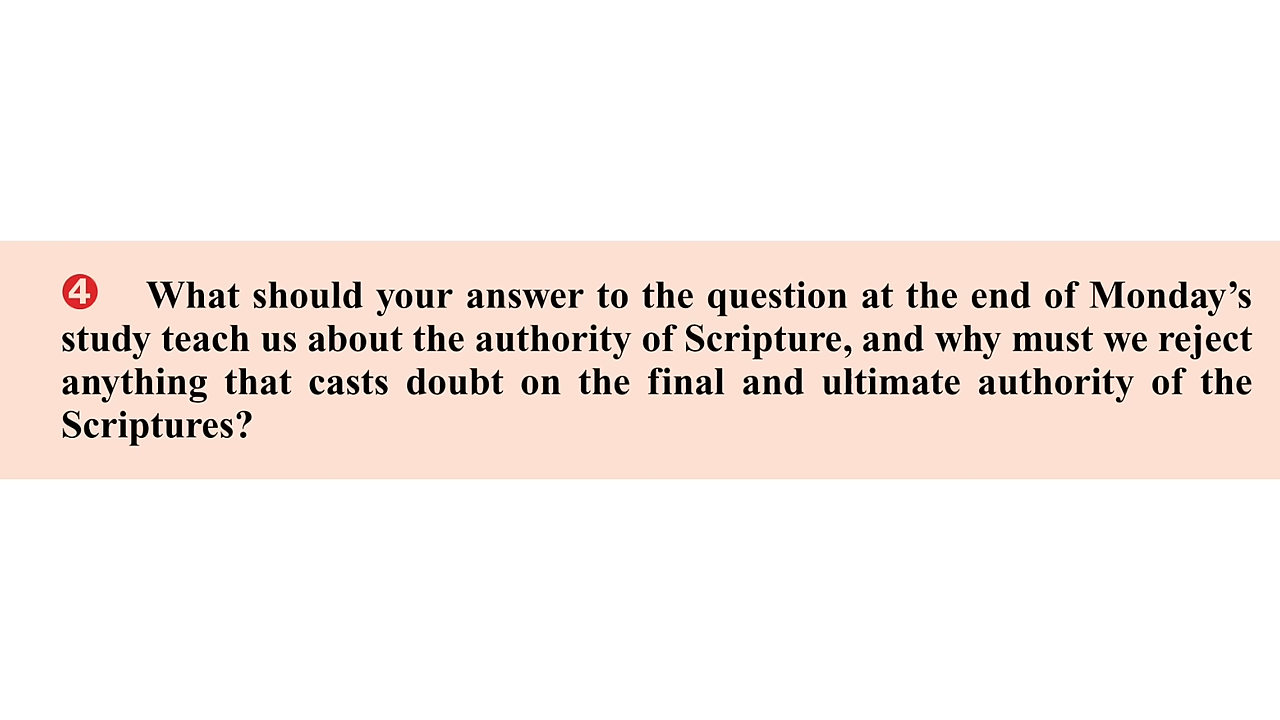 ❹ What should your answer to the question at the end of Monday’s
study teach us about the authority of Scripture, and why must we reject
anything that casts doubt on the final and ultimate authority of the
Scriptures?